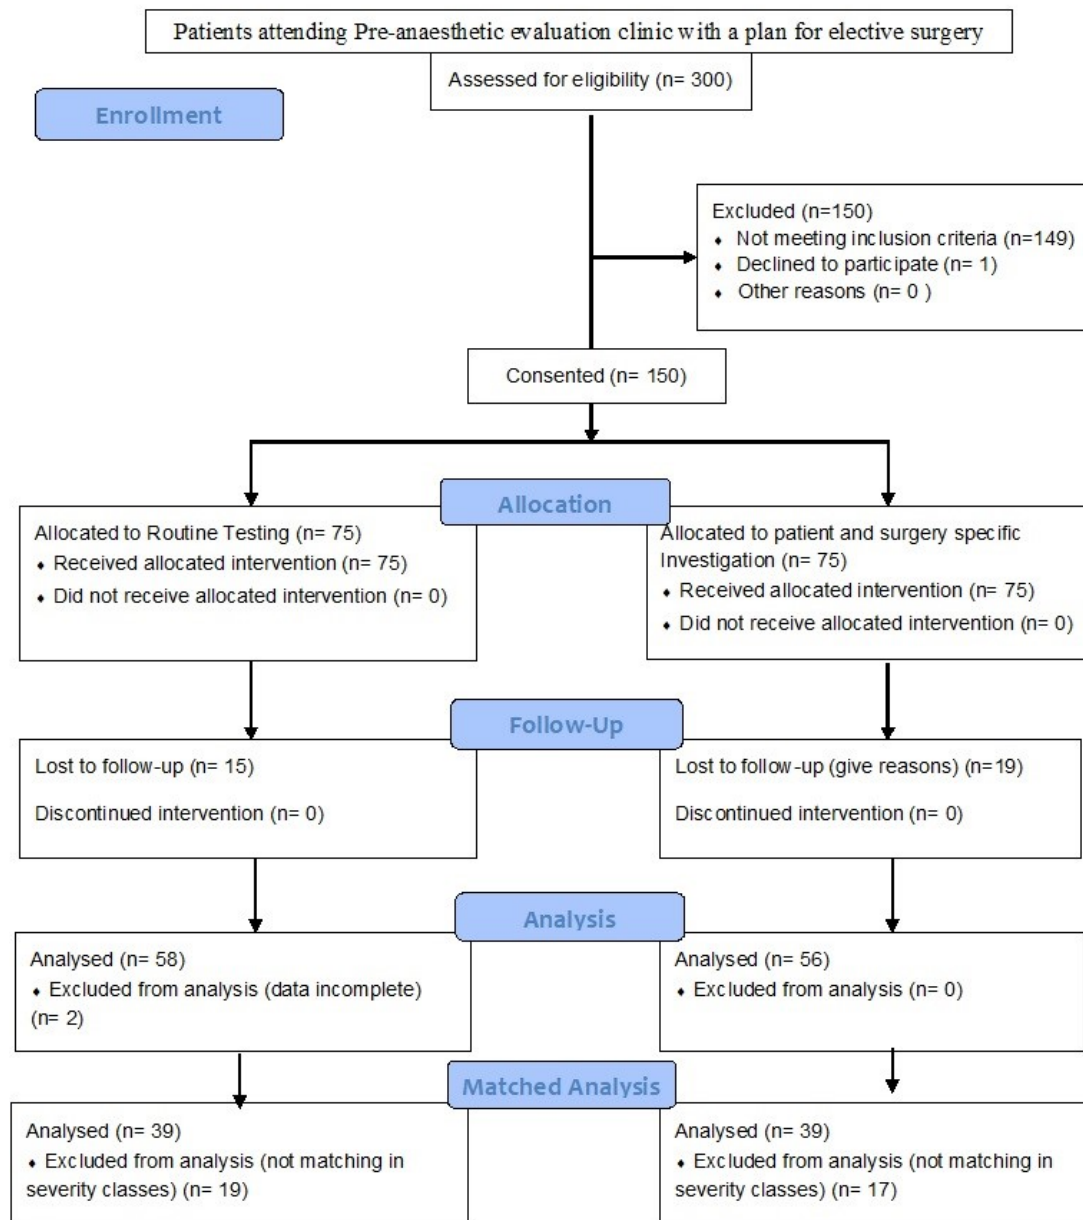 Patients attending Pre-anaesthetic evaluation clinic with a plan for elective surgery
Assessed for eligibility (n= 300)
Enrollment
Excluded (n=150)
⬧ Not meeting inclusion criteria (n=149)
⬧ Declined to participate (n= 1)
⬧ Other reasons (n= 0 )
Consented (n= 150)
Allocation
Allocated to Routine Testing (n= 75)
⬧ Received allocated intervention (n= 75)
⬧ Did not receive allocated intervention (n= 0)
Allocated to patient and surgery specific
Investigation (n= 75)
⬧ Received allocated intervention (n= 75)
⬧ Did not receive allocated intervention (n= 0)
Follow-Up
Lost to follow-up (n= 15)
Discontinued intervention (n= 0)
Lost to follow-up (give reasons) (n=19)
Discontinued intervention (n= 0)
Analysis
Analysed (n= 58)
⬧ Excluded from analysis (data incomplete)
(n= 2)
Analysed (n= 56)
⬧ Excluded from analysis (n= 0)
Matched Analysis
Analysed (n= 39)
⬧ Excluded from analysis (not matching in
severity classes) (n= 19)
Analysed (n= 39)
⬧ Excluded from analysis (not matching in
severity classes) (n= 17)